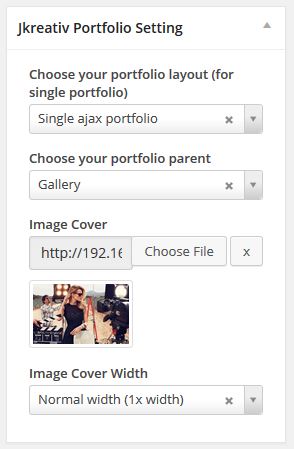 Jkreativ Portfolio Setting
Choose your portfolio layout (for
single portfolio)
Single ajax portfolio
Choose your portfolio parent
Gallery
Image Cover
http://192.16 Choose File x
Image Cover Width
Normal width (1x width)